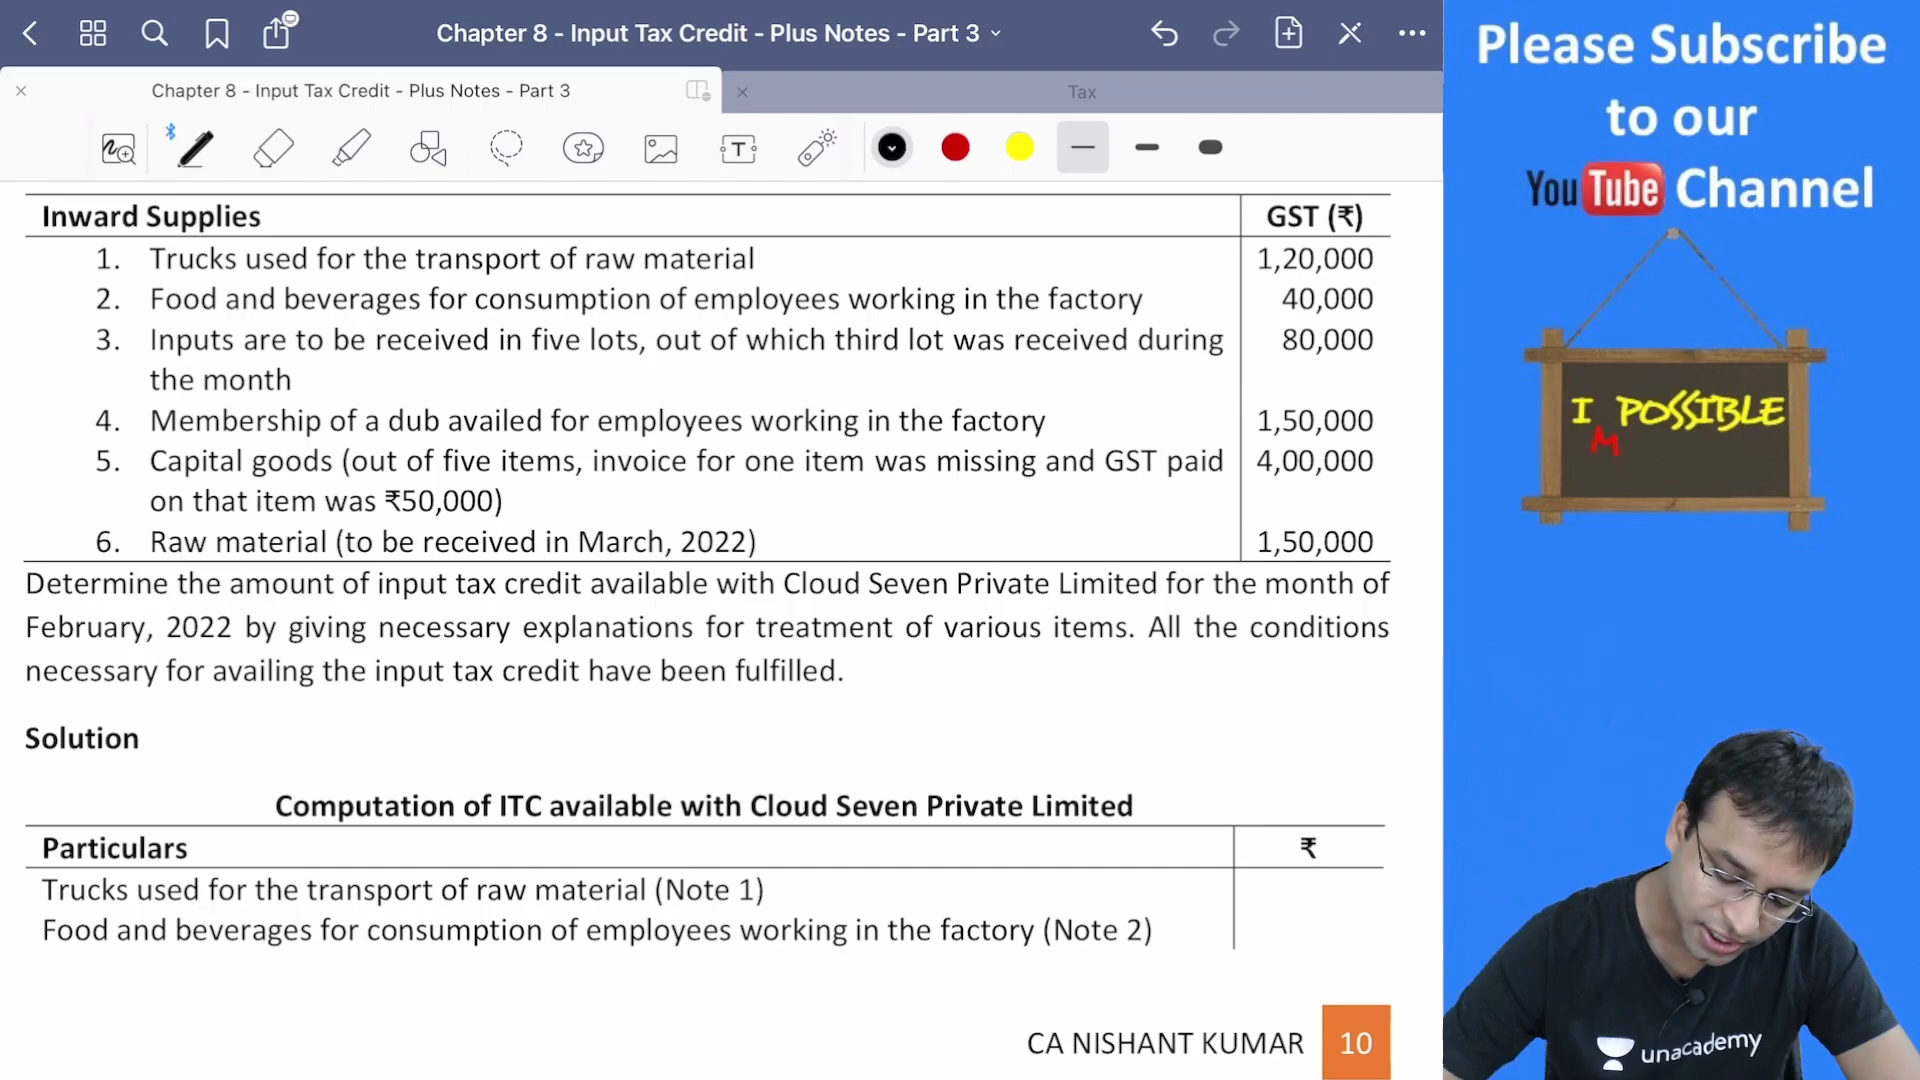 Chapter 8 - Input Tax Credit - Plus Notes - Part 3
Chapter 8 - Input Tax Credit - Plus Notes - Part 3
Tax
T
Inward Supplies GST (₹)
1. Trucks used for the transport of raw material 1,20,000
2. Food and beverages for consumption of employees working in the factory 40,000
3. Inputs are to be received in five lots, out of which third lot was received during 80,000
the month
4. Membership of a dub availed for employees working in the factory 1,50,000
5. Capital goods (out of five items, invoice for one item was missing and GST paid 4,00,000
on that item was ₹50,000)
6. Raw material (to be received in March, 2022) 1,50,000
Determine the amount of input tax credit available with Cloud Seven Private Limited for the month of
February, 2022 by giving necessary explanations for treatment of various items. All the conditions
necessary for availing the input tax credit have been fulfilled.
Solution
Computation of ITC available with Cloud Seven Private Limited
Particulars ₹
Trucks used for the transport of raw material (Note 1)
Food and beverages for consumption of employees working in the factory (Note 2)
CA NISHANT KUMAR 10
Please Subscribe
to our
YouTube Channel
I POSSIBLE
M
unacademy